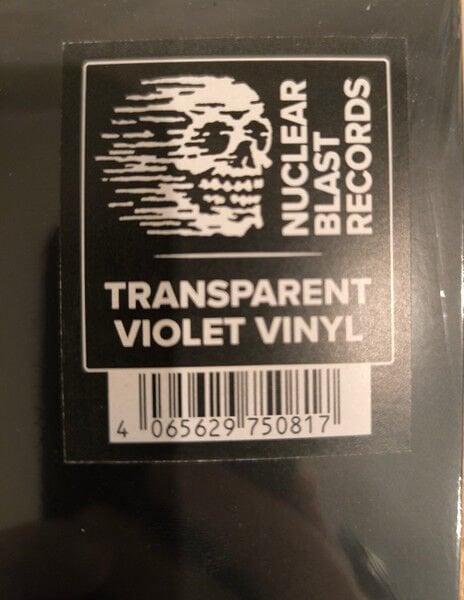 NUCLEAR
BLAST
RECORDS
TRANSPARENT
VIOLET VINYL
4 065629 750817